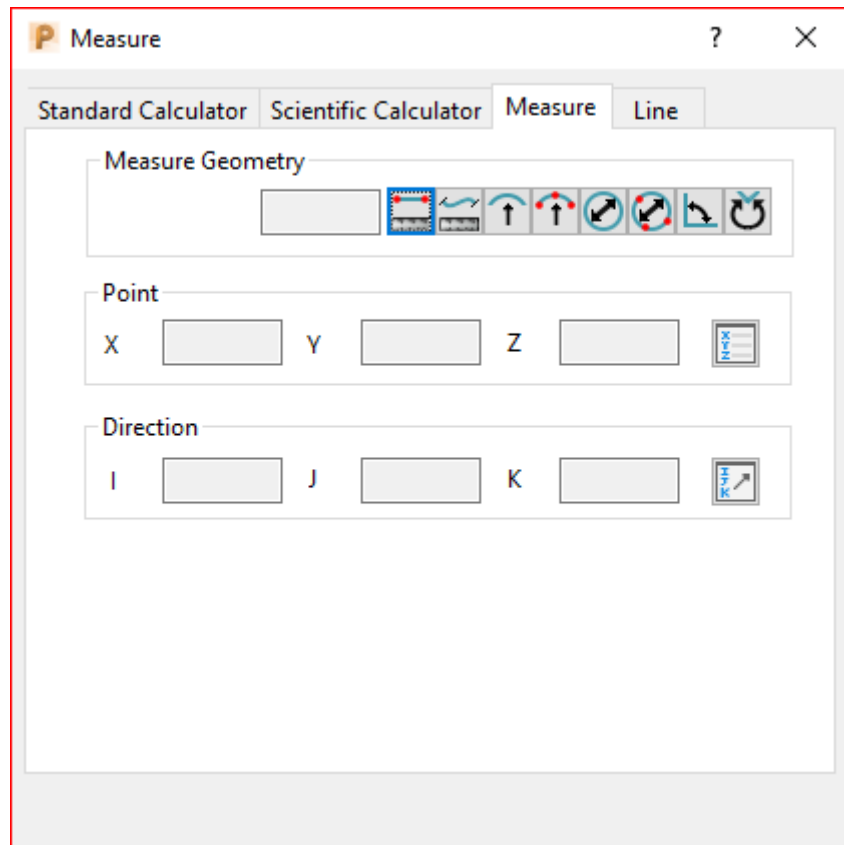 P Measure ? ×
Standard Calculator Scientific Calculator Measure Line
Measure Geometry
Point
X Y Z
X
Y
Z
Direction
I J K
I
J
K